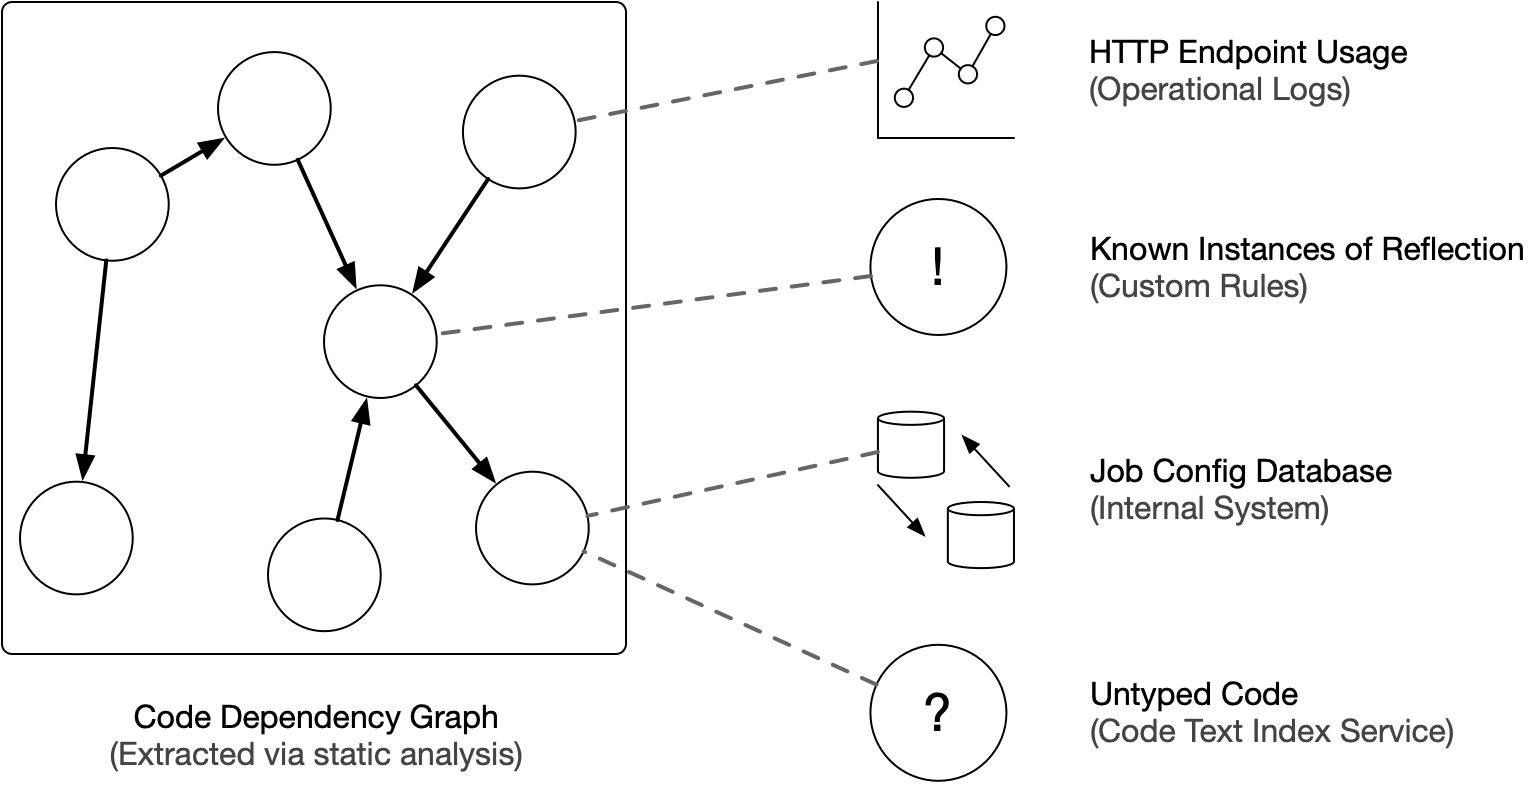 HTTP Endpoint Usage
(Operational Logs)
!
Known Instances of Reflection
(Custom Rules)
Job Config Database
(Internal System)
?
Untyped Code
(Code Text Index Service)
Code Dependency Graph
(Extracted via static analysis)